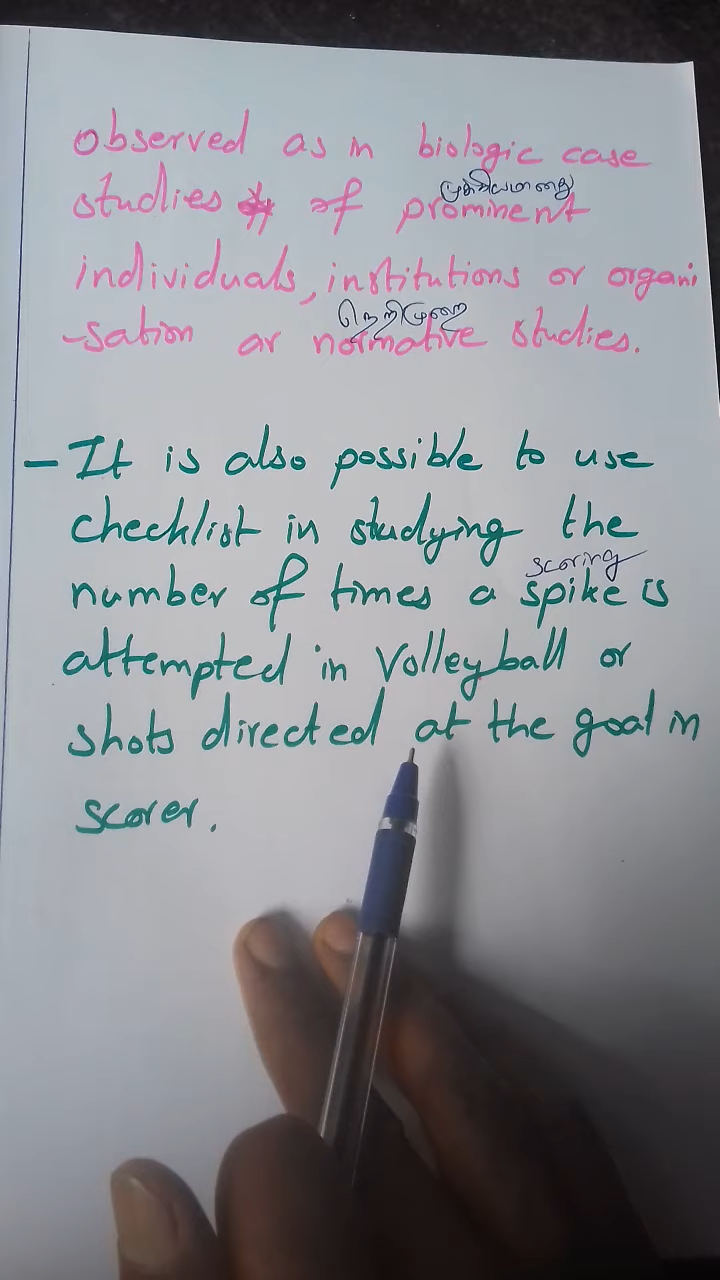 observed as in biologic case
முக்கியமானது
studies of prominent
individuals, institutions or organi
நெறிமுறை
-sation or normative studies.
- It is also possible to use
checklist in studying the
scoring
number of times a spike is
attempted in Volleyball or
shots directed at the goal in
scorer.